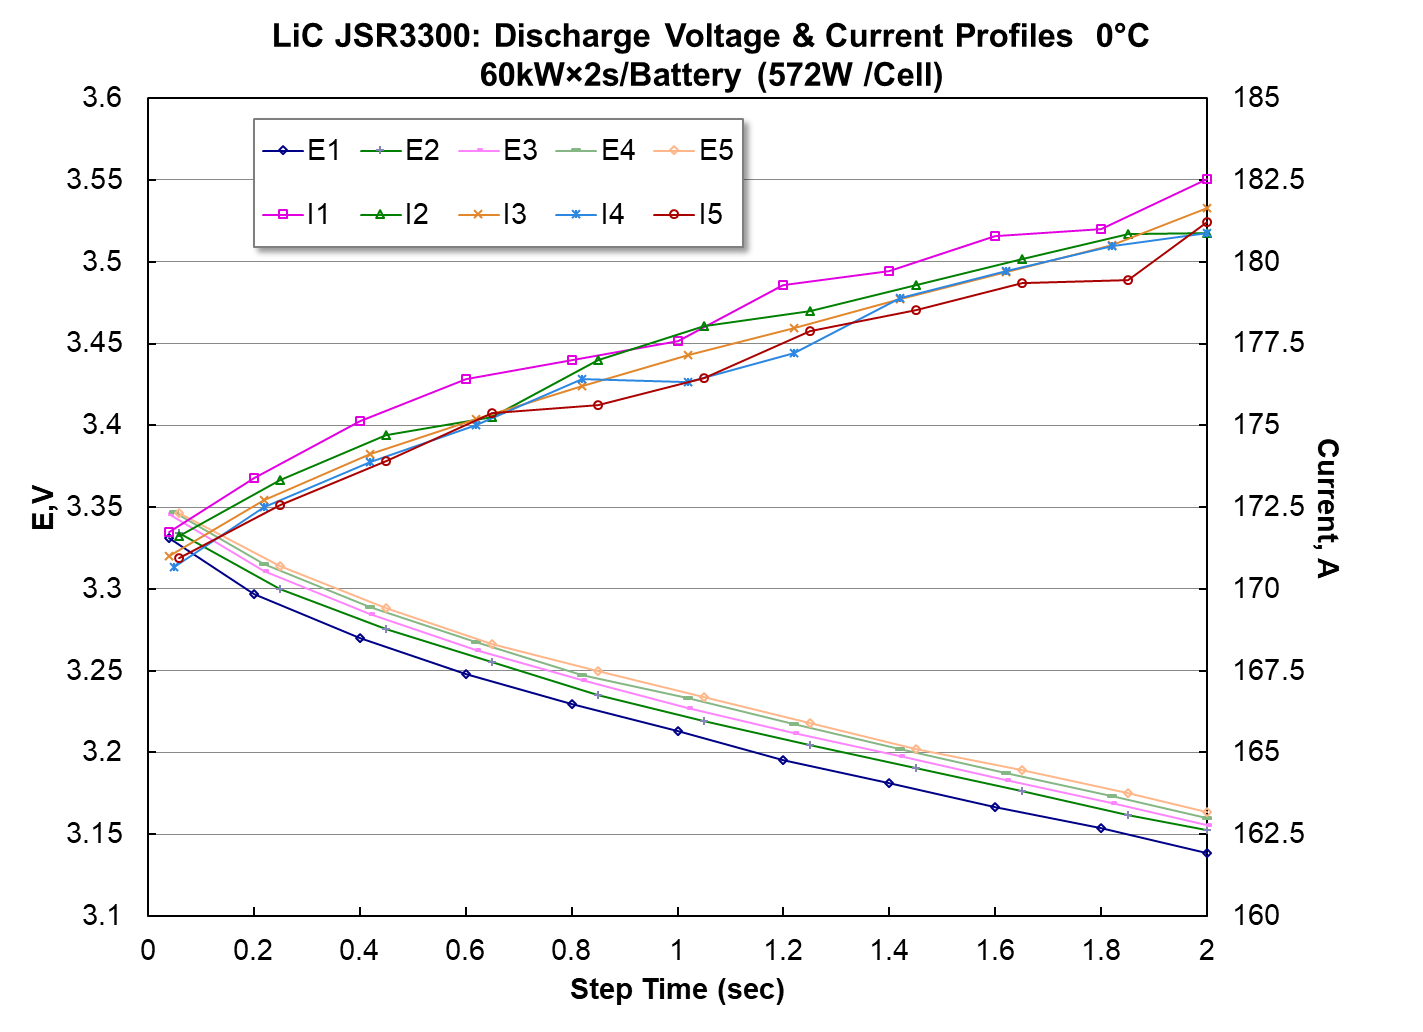 LiC JSR3300: Discharge Voltage & Current Profiles 0°C
60kW×2s/Battery (572W /Cell)
3.6
3.55
3.5
3.45
3.4
3.35
3.3
3.25
3.2
3.15
3.1
E,V
E1 E2 E3 E4 E5
I1 I2 I3 I4 I5
185
182.5
180
177.5
175
172.5
170
167.5
165
162.5
160
Current, A
0 0.2 0.4 0.6 0.8 1 1.2 1.4 1.6 1.8 2
Step Time (sec)